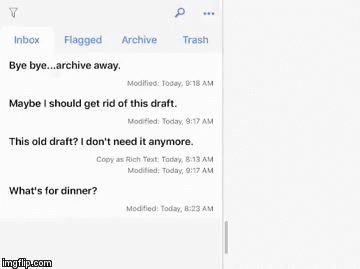 Inbox Flagged Archive Trash
Bye bye...archive away.
Modified: Today, 9:18 AM
Maybe I should get rid of this draft.
Modified: Today, 9:17 AM
This old draft? I don't need it anymore.
Copy as Rich Text: Today, 8:13 AM
Modified: Today, 9:17 AM
What's for dinner?
Modified: Today, 8:23 AM
imgflip.com